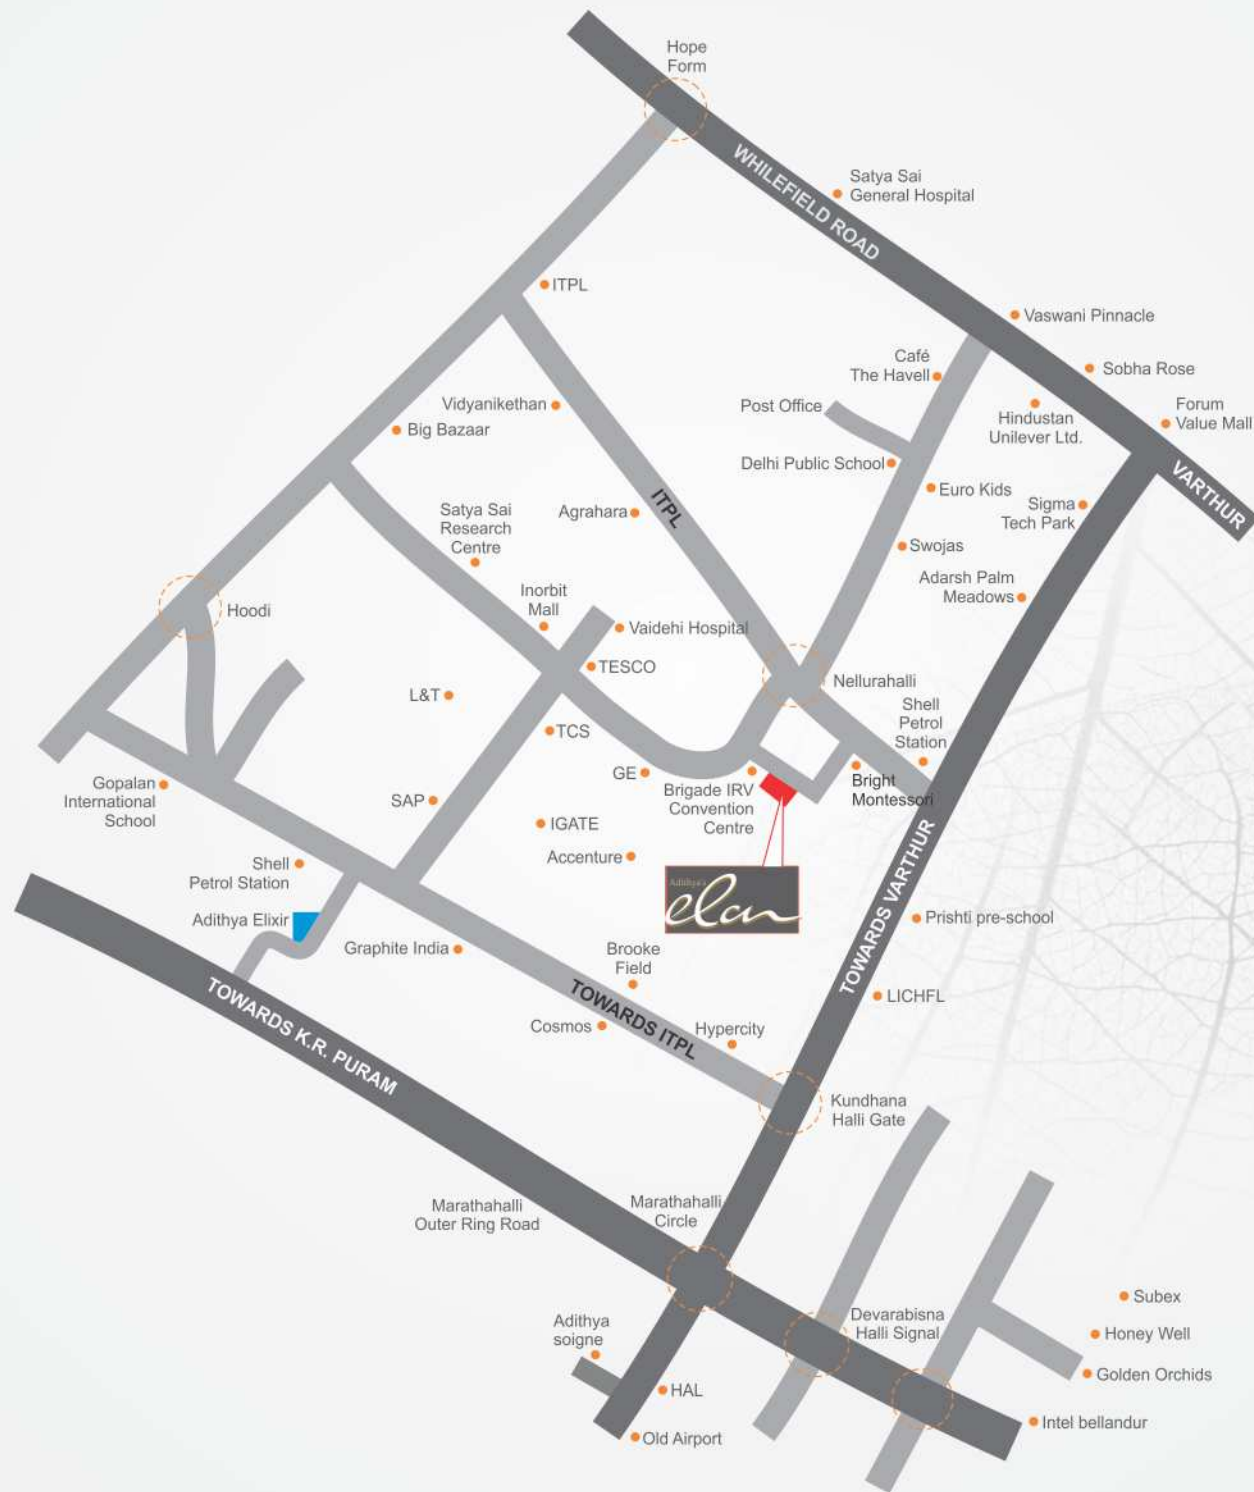 Hope
Form
WHILEFIELD ROAD
Satya Sai
General Hospital
ITPL
Vaswani Pinnacle
Café
The Havell
Sobha Rose
Post Office
Hindustan
Unilever Ltd.
Forum
Value Mall
Vidyanikethan
Big Bazaar
Delhi Public School
VARTHUR
ITPL
Euro Kids
Sigma
Tech Park
Satya Sai
Research
Centre
Agrahara
Swojas
Adarsh Palm
Meadows
Hoodi
Inorbit
Mall
Vaidehi Hospital
TESCO
Nellurahalli
L&T
Shell
Petrol
Station
TCS
GE
Brigade IRV
Convention
Centre
Bright
Montessori
Gopalan
International
School
SAP
IGATE
Accenture
Shell
Petrol Station
Adithya's
elan
TOWARDS VARTHUR
Adithya Elixir
Prishti pre-school
Graphite India
Brooke
Field
LICHFL
TOWARDS K.R. PURAM
TOWARDS ITPL
Cosmos
Hypercity
Kundhana
Halli Gate
Marathahalli
Outer Ring Road
Marathahalli
Circle
Subex
Devarabisna
Halli Signal
Honey Well
Adithya
soigne
Golden Orchids
HAL
Intel bellandur
Old Airport